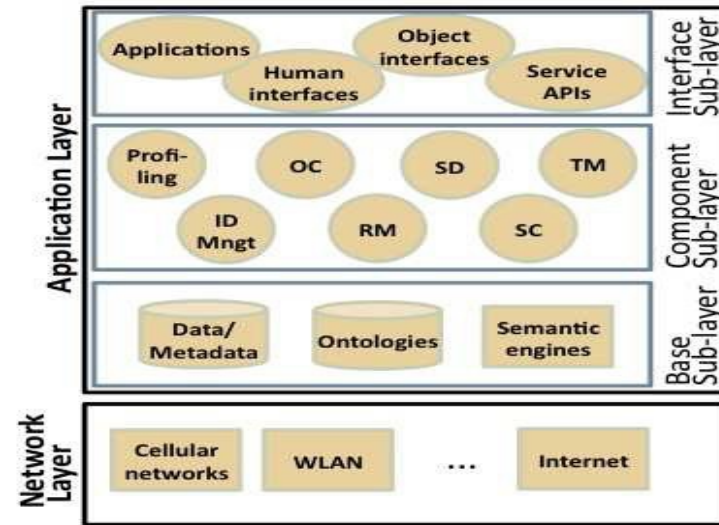 Application Layer
Applications
Human
interfaces
Object
interfaces
Service
APIs
Interface
Sub-layer
Profi-
ling
OC
SD
TM
ID
Mngt
RM
SC
Component
Sub-layer
Data/
Metadata
Ontologies
Semantic
engines
Base
Sub-layer
Network
Layer
Cellular
networks
WLAN
...
Internet